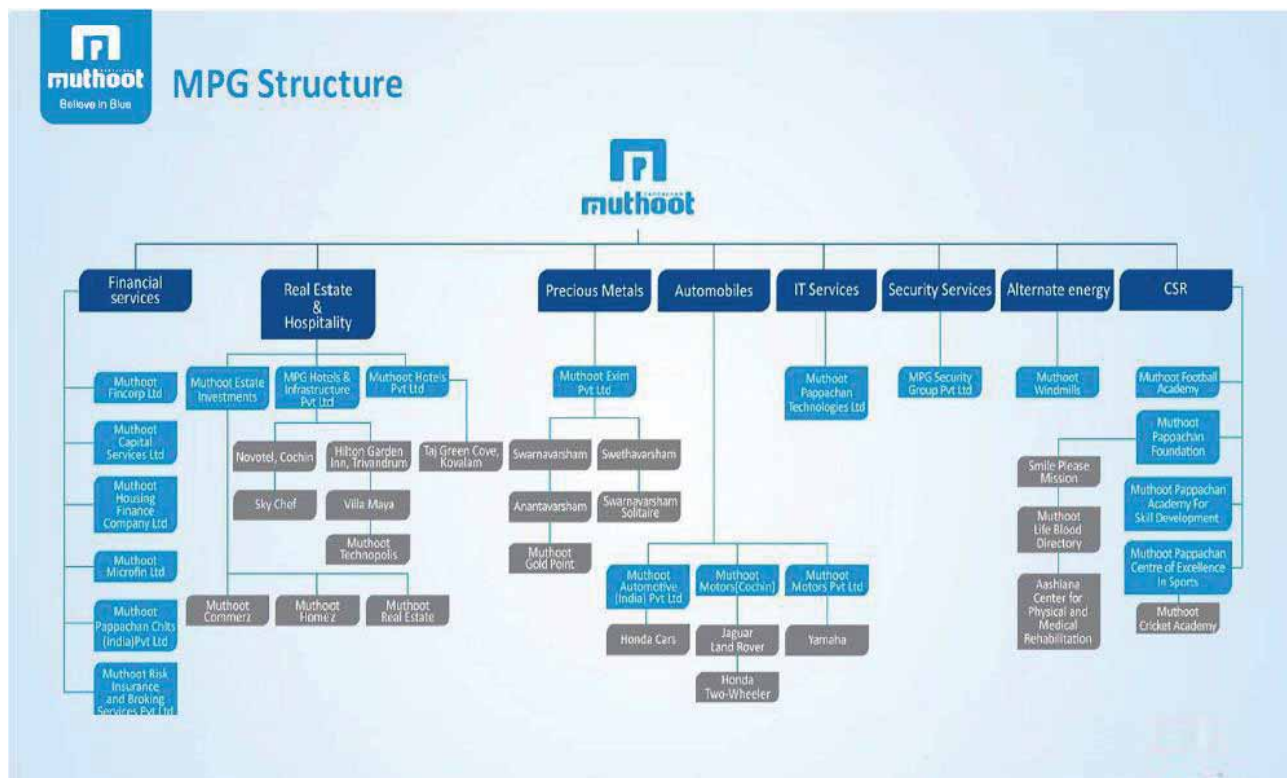 muthoot
Believe in Blue
MPG Structure
muthoot
Financial
services
Real Estate
&
Hospitality
Precious Metals
Automobiles
IT Services
Security Services
Alternate energy
CSR
Muthoot
Fincorp Ltd
Muthoot
Capital
Services Ltd
Muthoot
Housing
Finance
Company Ltd
Muthoot
Microfin Ltd
Muthoot
Pappachan Chits
(India)Pvt Ltd
Muthoot Risk
Insurance
and Broking
Services Pvt Ltd
Muthoot Estate
Investments
MPG Hotels &
Infrastructure
Pvt Ltd
Muthoot Hotels
Pvt Ltd
Novotel, Cochin
Hilton Garden
Inn, Trivandrum
Taj Green Cove,
Kovalam
Sky Chef
Villa Maya
Muthoot
Technopolis
Muthoot
Commerz
Muthoot
Homez
Muthoot
Real Estate
Muthoot Exim
Pvt Ltd
Swarnavarsham
Swethavarsham
Anantavarsham
Swarnavarsham
Solitaire
Muthoot
Gold Point
Muthoot
Automotive
(India) Pvt Ltd
Muthoot
Motors(Cochin)
Muthoot
Motors Pvt Ltd
Honda Cars
Jaguar
Land Rover
Yamaha
Honda
Two-Wheeler
Muthoot
Pappachan
Technologies Ltd
MPG Security
Group Pvt Ltd
Muthoot
Windmills
Muthoot Football
Academy
Muthoot
Pappachan
Foundation
Smile Please
Mission
Muthoot
Life Blood
Directory
Aashiana
Center for
Physical and
Medical
Rehabilitation
Muthoot Pappachan
Academy For
Skill Development
Muthoot Pappachan
Centre of Excellence
In Sports
Muthoot
Cricket Academy